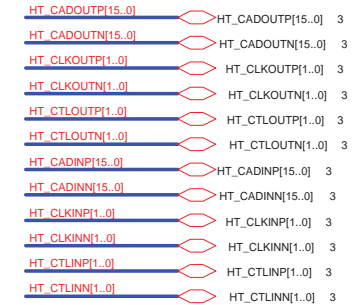 HT_CADOUTP[15..0] HT_CADOUTP[15..0] 3
HT_CADOUTN[15..0] HT_CADOUTN[15..0] 3
HT_CLKOUTP[1..0] HT_CLKOUTP[1..0] 3
HT_CLKOUTN[1..0] HT_CLKOUTN[1..0] 3
HT_CTLOUTP[1..0] HT_CTLOUTP[1..0] 3
HT_CTLOUTN[1..0] HT_CTLOUTN[1..0] 3
HT_CADINP[15..0] HT_CADINP[15..0] 3
HT_CADINN[15..0] HT_CADINN[15..0] 3
HT_CLKINP[1..0] HT_CLKINP[1..0] 3
HT_CLKINN[1..0] HT_CLKINN[1..0] 3
HT_CTLINP[1..0] HT_CTLINP[1..0] 3
HT_CTLINN[1..0] HT_CTLINN[1..0] 3